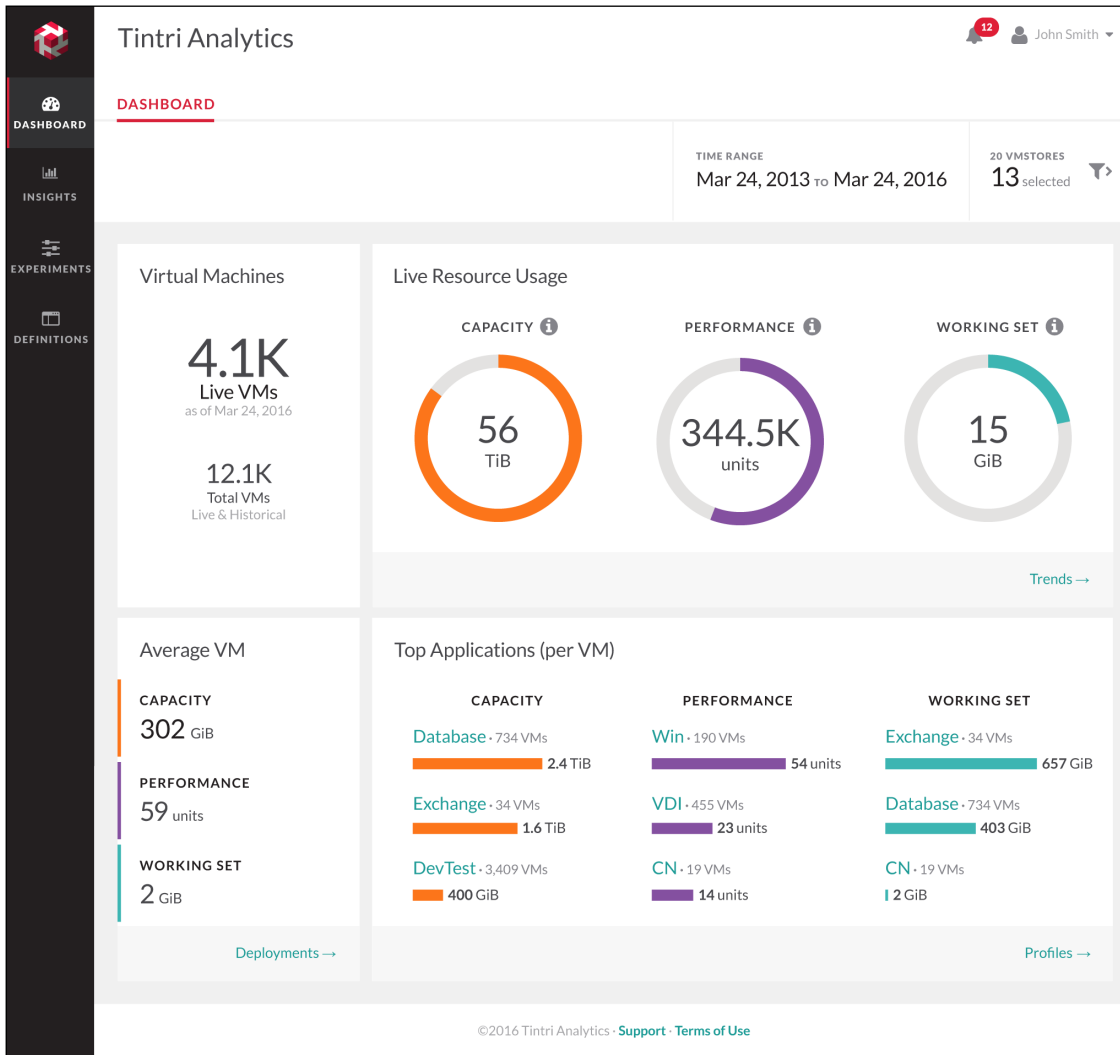 Tintri Analytics
12
John Smith
DASHBOARD
INSIGHTS
EXPERIMENTS
DEFINITIONS
DASHBOARD
TIME RANGE
Mar 24, 2013 TO Mar 24, 2016
20 VMSTORES
13 selected
Virtual Machines
4.1K
Live VMs
as of Mar 24, 2016
12.1K
Total VMs
Live & Historical
Live Resource Usage
CAPACITY
56
TiB
PERFORMANCE
344.5K
units
WORKING SET
15
GiB
Trends →
Average VM
CAPACITY
302 GiB
PERFORMANCE
59 units
WORKING SET
2 GiB
Deployments →
Top Applications (per VM)
CAPACITY
Database · 734 VMs
2.4 TiB
Exchange · 34 VMs
1.6 TiB
DevTest · 3,409 VMs
400 GiB
PERFORMANCE
Win · 190 VMs
54 units
VDI · 455 VMs
23 units
CN · 19 VMs
14 units
WORKING SET
Exchange · 34 VMs
657 GiB
Database · 734 VMs
403 GiB
CN · 19 VMs
2 GiB
Profiles →
©2016 Tintri Analytics · Support · Terms of Use